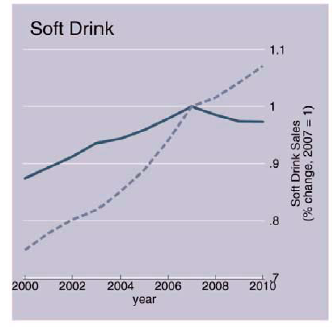 Soft Drink
1.1
1
.9
.8
.7
Soft Drink Sales
(% change, 2007 = 1)
2000 2002 2004 2006 2008 2010
year